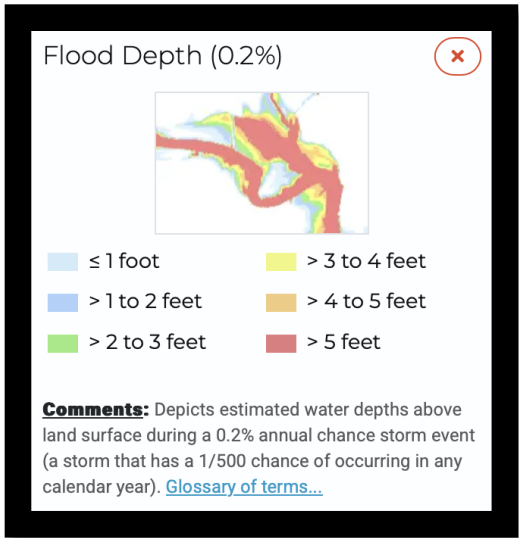 Flood Depth (0.2%)
≤ 1 foot
> 3 to 4 feet
> 1 to 2 feet
> 4 to 5 feet
> 2 to 3 feet
> 5 feet
Comments: Depicts estimated water depths above
land surface during a 0.2% annual chance storm event
(a storm that has a 1/500 chance of occurring in any
calendar year). Glossary of terms...